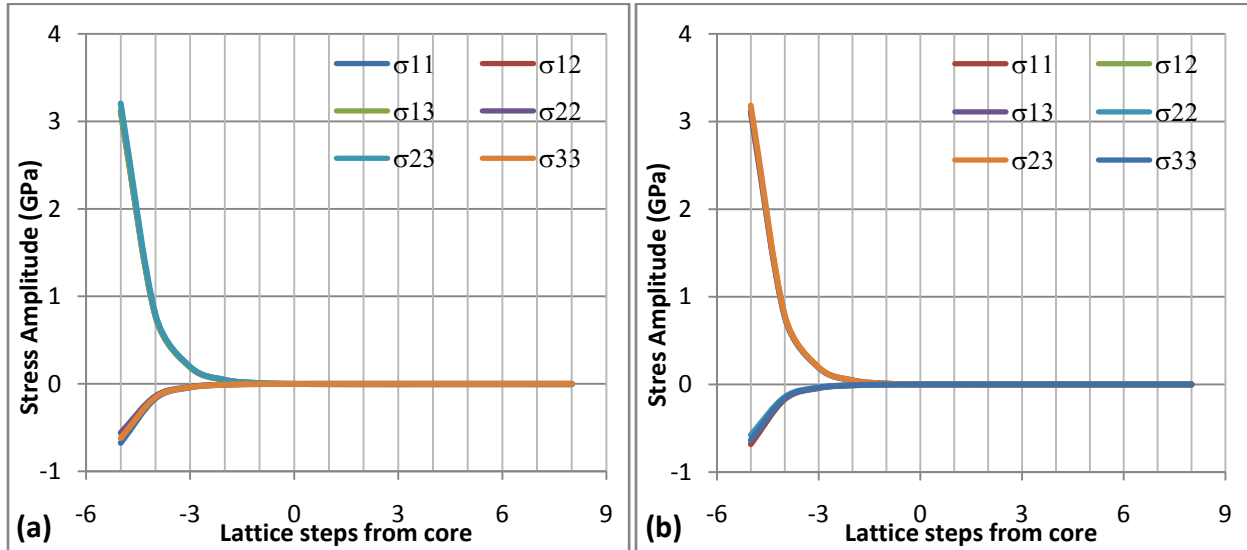 4
3
2
1
0
-1
-6
-3
0
3
6
9
Stress Amplitude (GPa)
Lattice steps from core
σ11
σ12
σ13
σ22
σ23
σ33
(a)
4
3
2
1
0
-1
-6
-3
0
3
6
9
Stres Amplitude (GPa)
Lattice steps from core
σ11
σ12
σ13
σ22
σ23
σ33
(b)